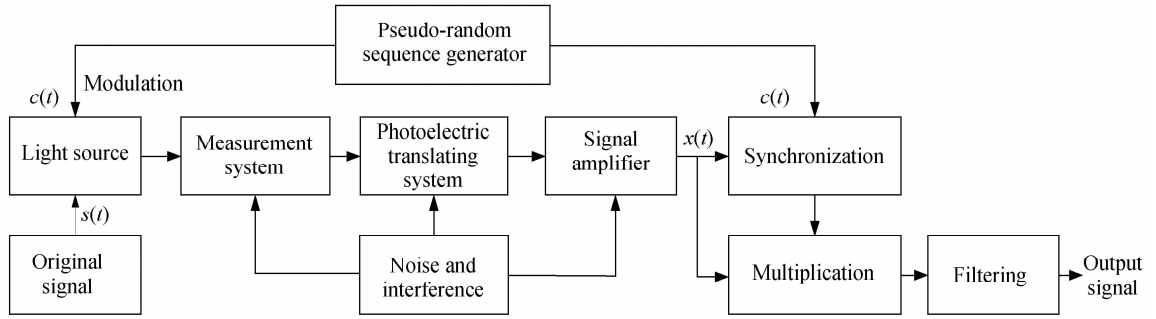 Pseudo-random
sequence generator
Modulation
c(t)
c(t)
Light source
Measurement
system
Photoelectric
translating
system
Signal
amplifier
x(t)
Synchronization
s(t)
Original
signal
Noise and
interference
Multiplication
Filtering
Output
signal